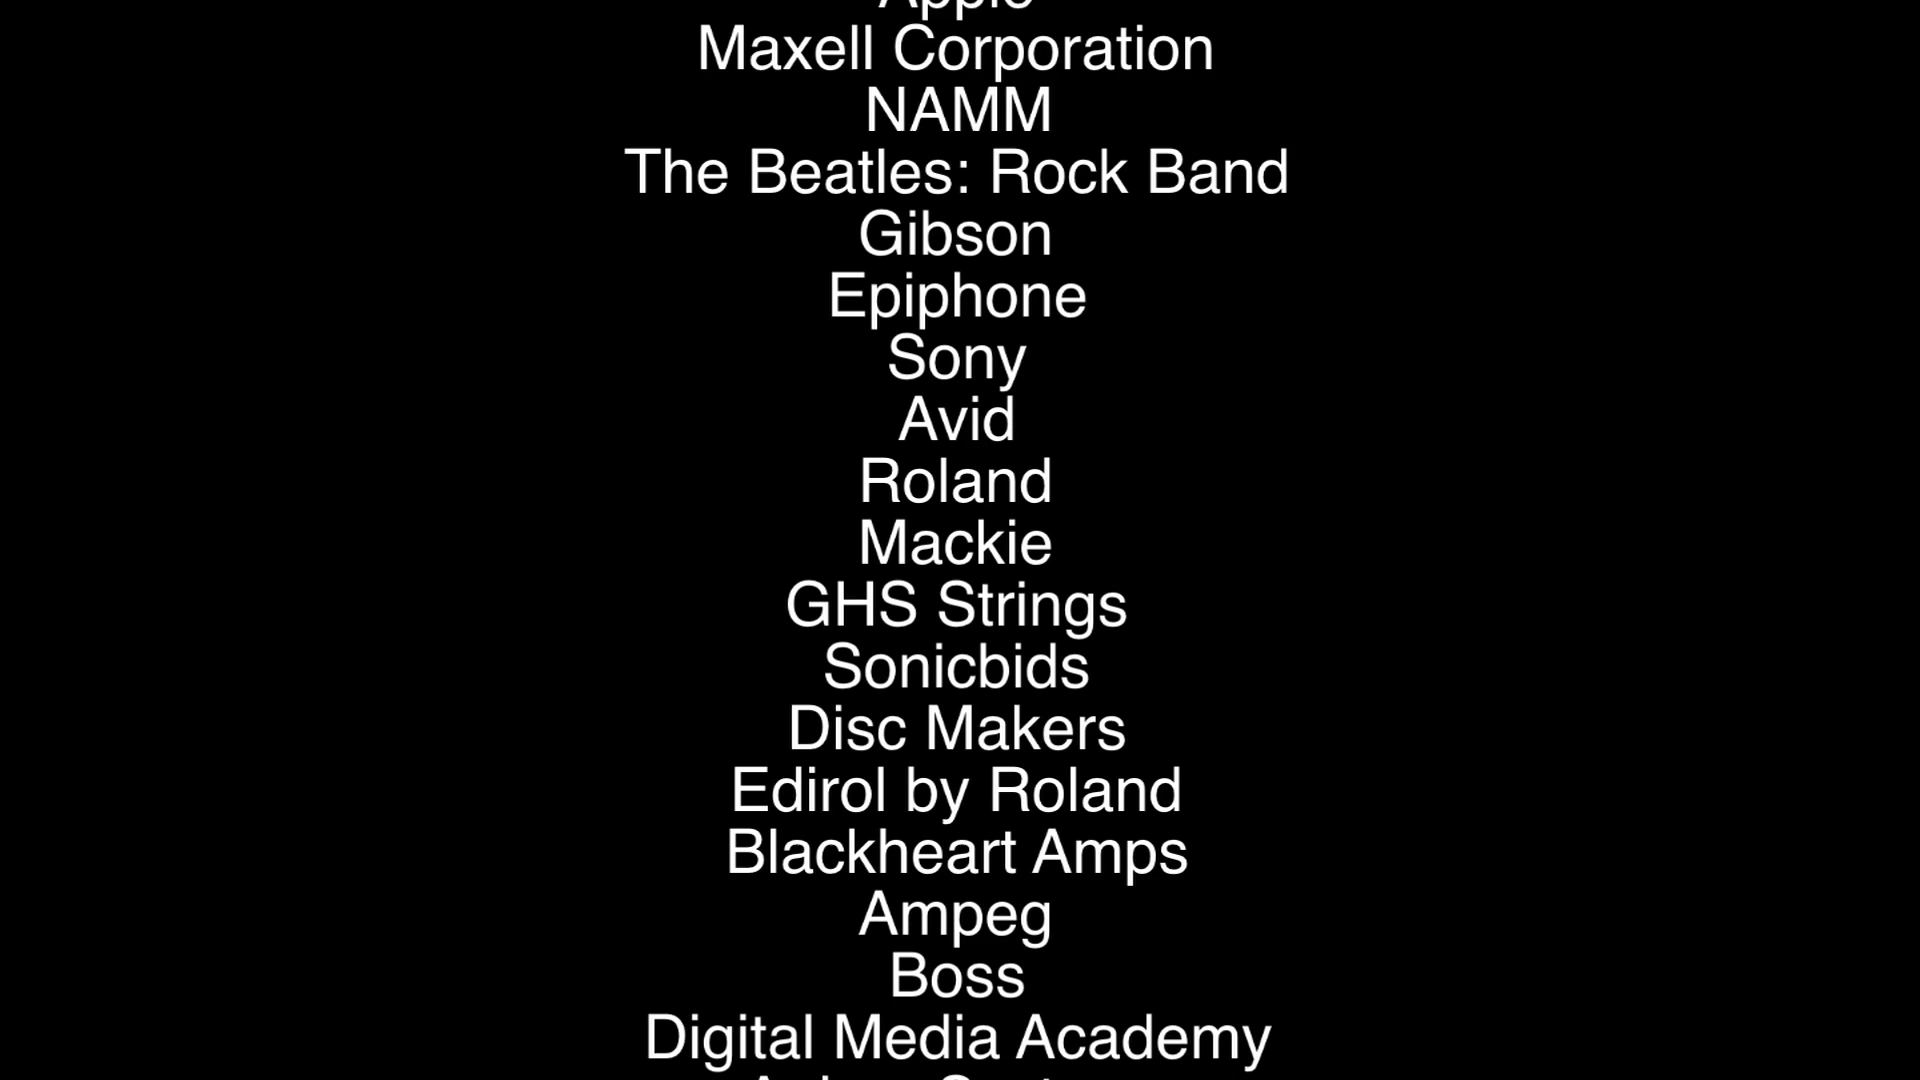 Apple
Maxell Corporation
NAMM
The Beatles: Rock Band
Gibson
Epiphone
Sony
Avid
Roland
Mackie
GHS Strings
Sonicbids
Disc Makers
Edirol by Roland
Blackheart Amps
Ampeg
Boss
Digital Media Academy